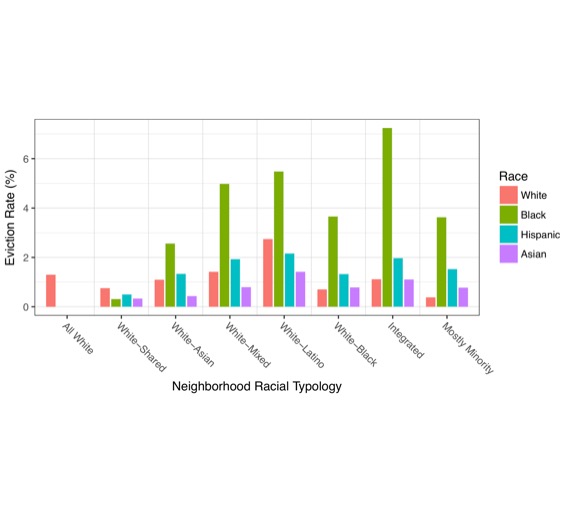 Eviction Rate (%)
6
4
2
0
All White
White–Shared
White–Asian
White–Mixed
White–Latino
White–Black
Integrated
Mostly Minority
Neighborhood Racial Typology
Race
White
Black
Hispanic
Asian